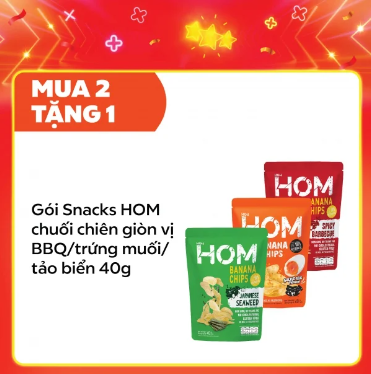 MUA 2
TẶNG 1
Gói Snacks HOM
chuối chiên giòn vị
BBQ/trứng muối/
tảo biển 40g
HOM
BANANA
CHIPS
SPICY
BARBECUE
HOM
BANANA
CHIPS
HOM
BANANA
CHIPS
JAPANESE
SEAWEED